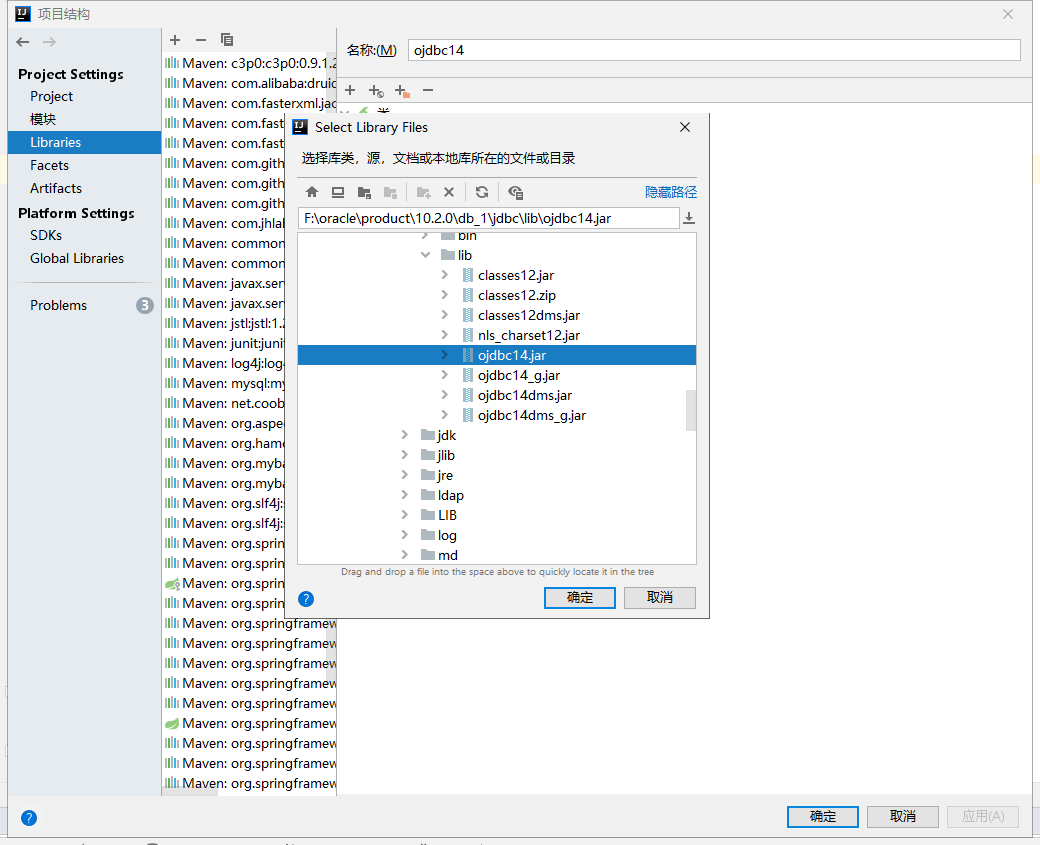 项目结构
Project Settings
Project
模块
Libraries
Facets
Artifacts
Platform Settings
SDKs
Global Libraries
Problems
3
Maven: c3p0:c3p0:0.9.1.2
Maven: com.alibaba:druid
Maven: com.fasterxml.jac
Maven: com.fast
Maven: com.fast
Maven: com.gith
Maven: com.gith
Maven: com.gith
Maven: com.jhlab
Maven: common
Maven: common
Maven: javax.ser
Maven: javax.ser
Maven: jstl:jstl:1.2
Maven: junit:juni
Maven: log4j:log4
Maven: mysql:my
Maven: net.coob
Maven: org.aspe
Maven: org.hamc
Maven: org.myba
Maven: org.myba
Maven: org.slf4j:s
Maven: org.slf4j:s
Maven: org.sprin
Maven: org.sprin
Maven: org.sprin
Maven: org.sprin
Maven: org.springframew
Maven: org.springframew
Maven: org.springframew
Maven: org.springframew
Maven: org.springframew
Maven: org.springframew
Maven: org.springframew
Maven: org.springframew
Maven: org.springframew
名称:(M)
ojdbc14
类
Select Library Files
选择库类，源，文档或本地库所在的文件或目录
隐藏路径
F:\oracle\product\10.2.0\db_1\jdbc\lib\ojdbc14.jar
bin
lib
classes12.jar
classes12.zip
classes12dms.jar
nls_charset12.jar
ojdbc14.jar
ojdbc14_g.jar
ojdbc14dms.jar
ojdbc14dms_g.jar
jdk
jlib
jre
ldap
LIB
log
md
Drag and drop a file into the space above to quickly locate it in the tree
确定
取消
确定
取消
应用(A)